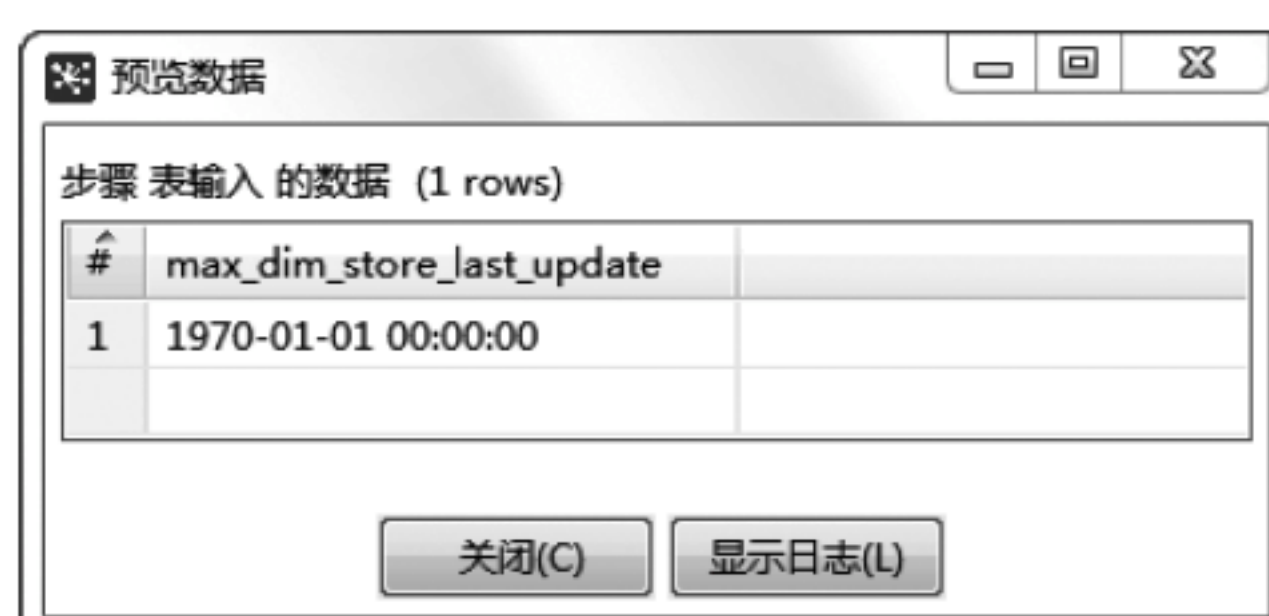 预览数据
步骤 表输入 的数据 (1 rows)
# max_dim_store_last_update
1 1970-01-01 00:00:00
关闭(C) 显示日志(L)